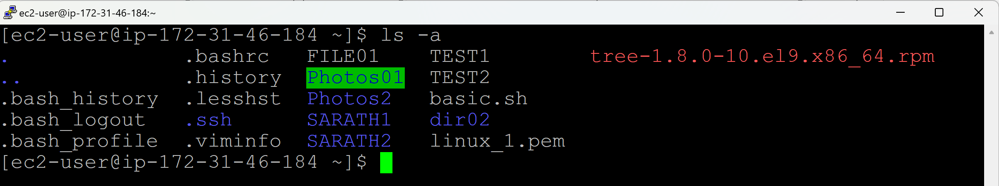 ec2-user@ip-172-31-46-184:~
[ec2-user@ip-172-31-46-184 ~]$ ls -a
.              .bashrc   FILE01    TEST1        tree-1.8.0-10.el9.x86_64.rpm
..             .history  Photos01  TEST2
.bash_history  .lesshst  Photos2   basic.sh
.bash_logout   .ssh      SARATH1   dir02
.bash_profile  .viminfo  SARATH2   linux_1.pem
[ec2-user@ip-172-31-46-184 ~]$